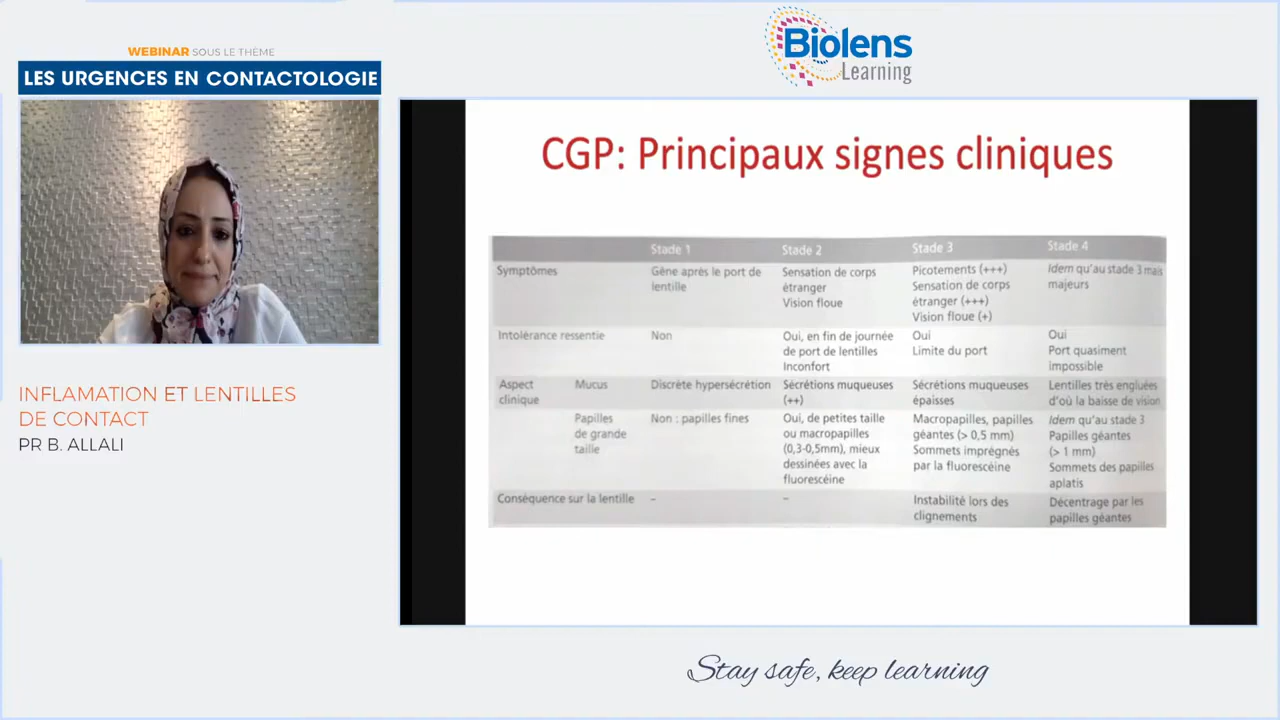 WEBINAR SOUS LE THÈME
LES URGENCES EN CONTACTOLOGIE
INFLAMATION ET LENTILLES
DE CONTACT
PR B. ALLALI
Biolens
Learning
CGP: Principaux signes cliniques
Stade 1 Stade 2 Stade 3 Stade 4
Symptômes
Gêne après le port de
lentille
Sensation de corps
étranger
Vision floue
Picotements (+++)
Sensation de corps
étranger (+++)
Vision floue (+)
Idem qu'au stade 3 mais
majeurs
Intolérance ressentie
Non
Oui, en fin de journée
de port de lentilles
Inconfort
Oui
Limite du port
Oui
Port quasiment
impossible
Aspect
clinique
Mucus
Discrète hypersécrétion
Sécrétions muqueuses
(++)
Sécrétions muqueuses
épaisses
Lentilles très engluées
d'où la baisse de vision
Papilles
de grande
taille
Non : papilles fines
Oui, de petites taille
ou macropapilles
(0,3-0,5mm), mieux
dessinées avec la
fluorescéine
Macropapilles, papilles
géantes (> 0,5 mm)
Sommets imprégnés
par la fluorescéine
Idem qu'au stade 3
Papilles géantes
(> 1 mm)
Sommets des papilles
aplatis
Conséquence sur la lentille
–
–
Instabilité lors des
clignements
Décentrage par les
papilles géantes
Stay safe, keep learning